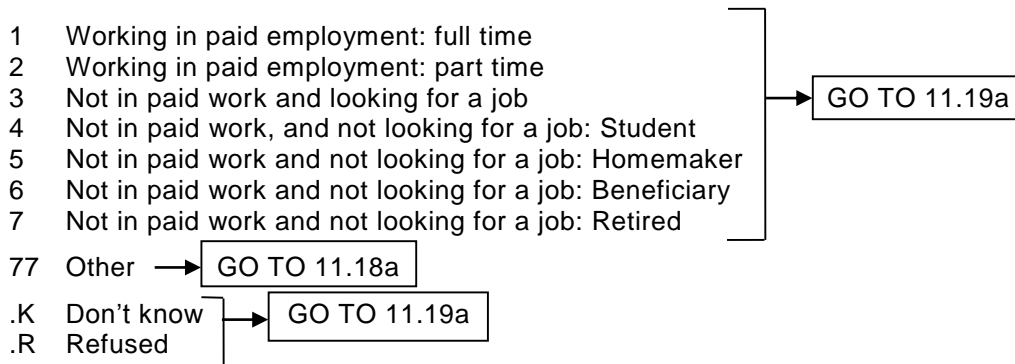 1 Working in paid employment: full time
2 Working in paid employment: part time
3 Not in paid work and looking for a job
GO TO 11.19a
4 Not in paid work, and not looking for a job: Student
5 Not in paid work and not looking for a job: Homemaker
6 Not in paid work and not looking for a job: Beneficiary
7 Not in paid work and not looking for a job: Retired
77 Other GO TO 11.18a
.K Don’t know GO TO 11.19a
.R Refused